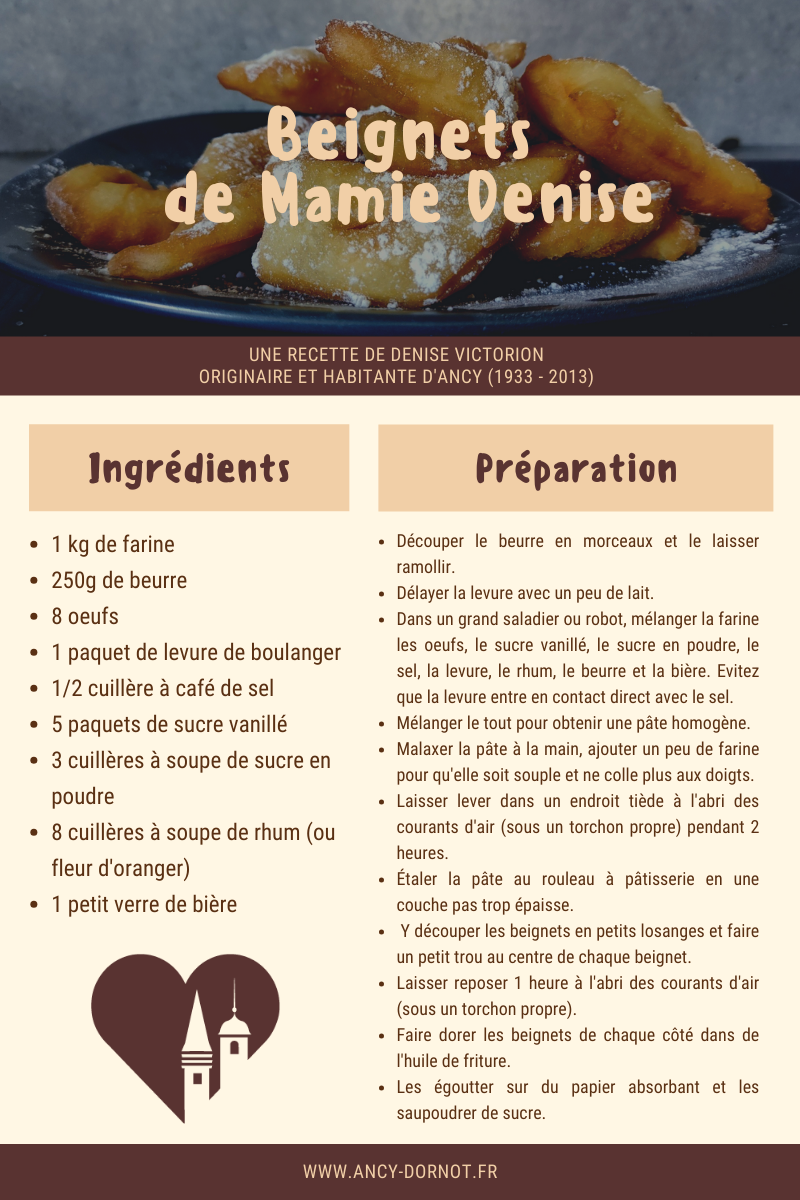 Beignets
de Mamie Denise
UNE RECETTE DE DENISE VICTORION
ORIGINAIRE ET HABITANTE D'ANCY (1933 - 2013)
Ingrédients
• 1 kg de farine
• 250g de beurre
• 8 oeufs
• 1 paquet de levure de boulanger
• 1/2 cuillère à café de sel
• 5 paquets de sucre vanillé
• 3 cuillères à soupe de sucre en
poudre
• 8 cuillères à soupe de rhum (ou
fleur d'oranger)
• 1 petit verre de bière
Préparation
• Découper le beurre en morceaux et le laisser
ramollir.
• Délayer la levure avec un peu de lait.
• Dans un grand saladier ou robot, mélanger la farine
les oeufs, le sucre vanillé, le sucre en poudre, le
sel, la levure, le rhum, le beurre et la bière. Evitez
que la levure entre en contact direct avec le sel.
• Mélanger le tout pour obtenir une pâte homogène.
• Malaxer la pâte à la main, ajouter un peu de farine
pour qu'elle soit souple et ne colle plus aux doigts.
• Laisser lever dans un endroit tiède à l'abri des
courants d'air (sous un torchon propre) pendant 2
heures.
• Étaler la pâte au rouleau à pâtisserie en une
couche pas trop épaisse.
• Y découper les beignets en petits losanges et faire
un petit trou au centre de chaque beignet.
• Laisser reposer 1 heure à l'abri des courants d'air
(sous un torchon propre).
• Faire dorer les beignets de chaque côté dans de
l'huile de friture.
• Les égoutter sur du papier absorbant et les
saupoudrer de sucre.
WWW.ANCY-DORNOT.FR